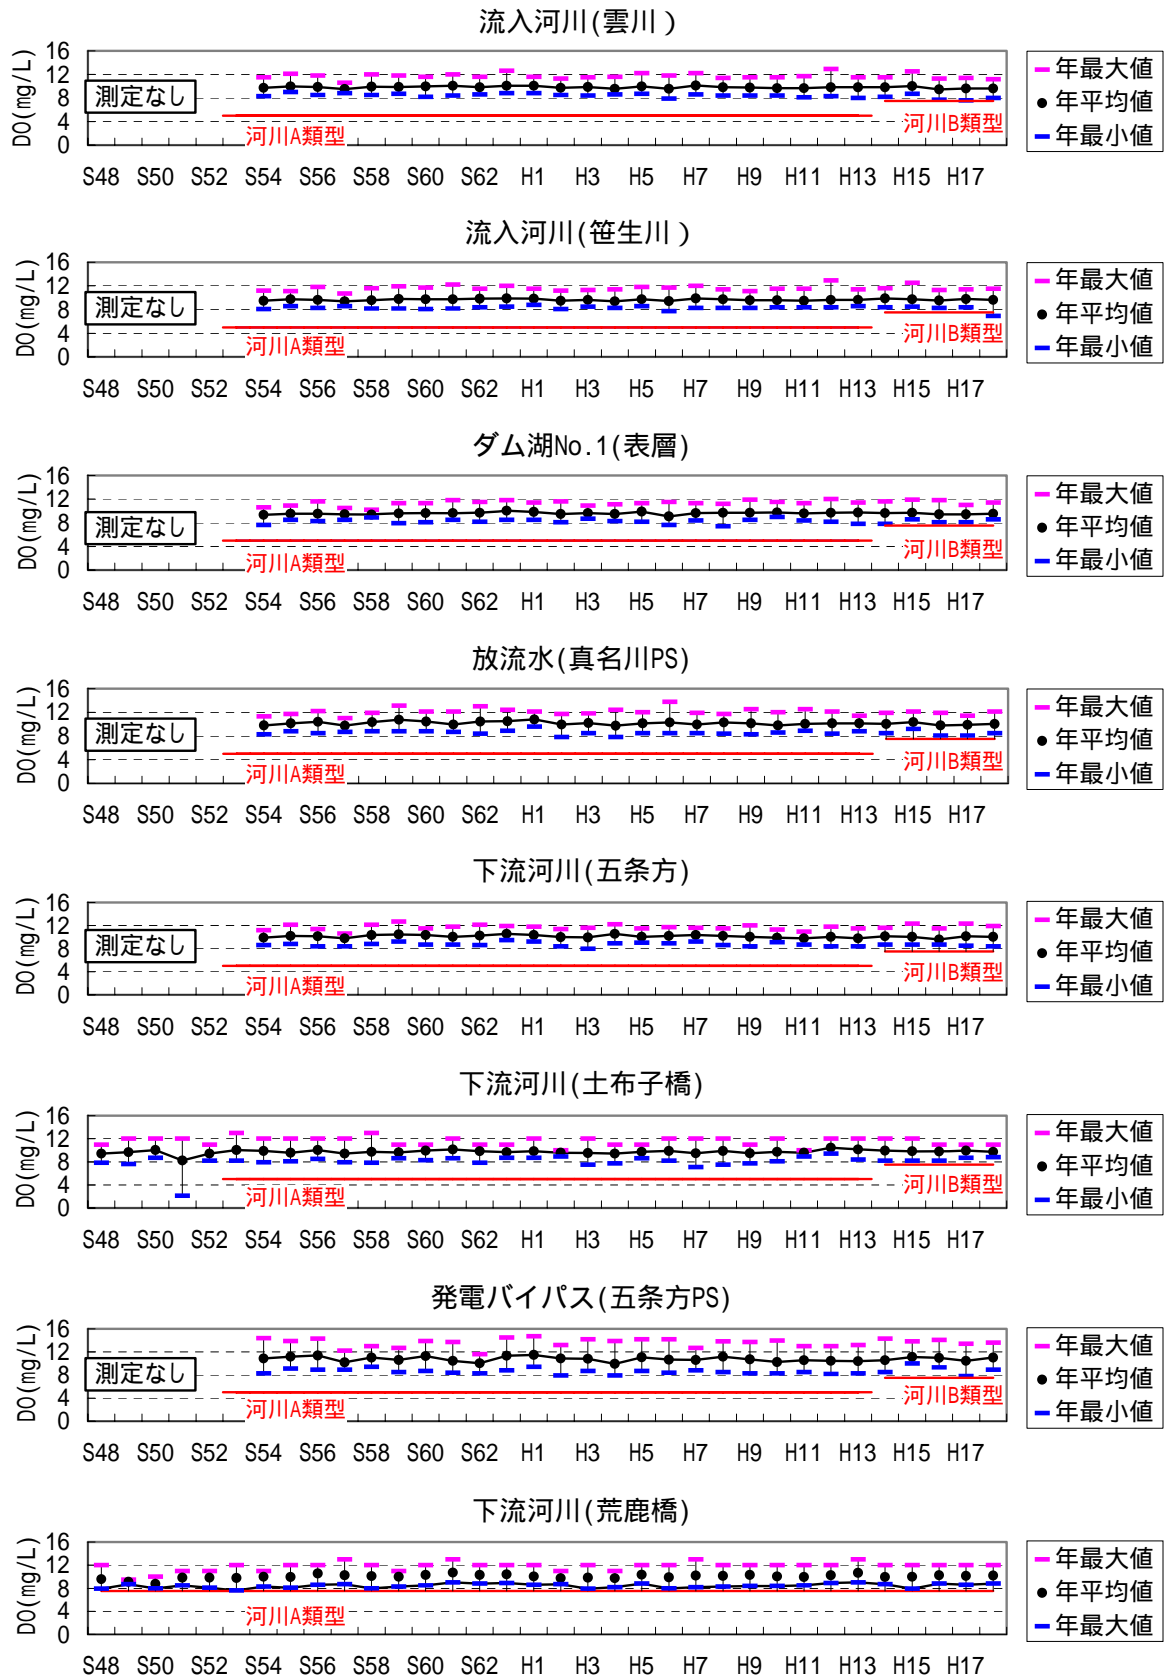 流入河川(雲川)
DO(mg/L)
16
12
8
4
0
測定なし
河川A類型
河川B類型
年最大値
年平均値
年最小値
S48 S50 S52 S54 S56 S58 S60 S62 H1 H3 H5 H7 H9 H11 H13 H15 H17
流入河川(笹生川)
DO(mg/L)
16
12
8
4
0
測定なし
河川A類型
河川B類型
年最大値
年平均値
年最小値
S48 S50 S52 S54 S56 S58 S60 S62 H1 H3 H5 H7 H9 H11 H13 H15 H17
ダム湖No.1(表層)
DO(mg/L)
16
12
8
4
0
測定なし
河川A類型
河川B類型
年最大値
年平均値
年最小値
S48 S50 S52 S54 S56 S58 S60 S62 H1 H3 H5 H7 H9 H11 H13 H15 H17
放流水(真名川PS)
DO(mg/L)
16
12
8
4
0
測定なし
河川A類型
河川B類型
年最大値
年平均値
年最小値
S48 S50 S52 S54 S56 S58 S60 S62 H1 H3 H5 H7 H9 H11 H13 H15 H17
下流河川(五条方)
DO(mg/L)
16
12
8
4
0
測定なし
河川A類型
河川B類型
年最大値
年平均値
年最小値
S48 S50 S52 S54 S56 S58 S60 S62 H1 H3 H5 H7 H9 H11 H13 H15 H17
下流河川(土布子橋)
DO(mg/L)
16
12
8
4
0
河川A類型
河川B類型
年最大値
年平均値
年最小値
S48 S50 S52 S54 S56 S58 S60 S62 H1 H3 H5 H7 H9 H11 H13 H15 H17
発電バイパス(五条方PS)
DO(mg/L)
16
12
8
4
0
測定なし
河川A類型
河川B類型
年最大値
年平均値
年最小値
S48 S50 S52 S54 S56 S58 S60 S62 H1 H3 H5 H7 H9 H11 H13 H15 H17
下流河川(荒鹿橋)
DO(mg/L)
16
12
8
4
0
河川A類型
年最大値
年平均値
年最大値
S48 S50 S52 S54 S56 S58 S60 S62 H1 H3 H5 H7 H9 H11 H13 H15 H17